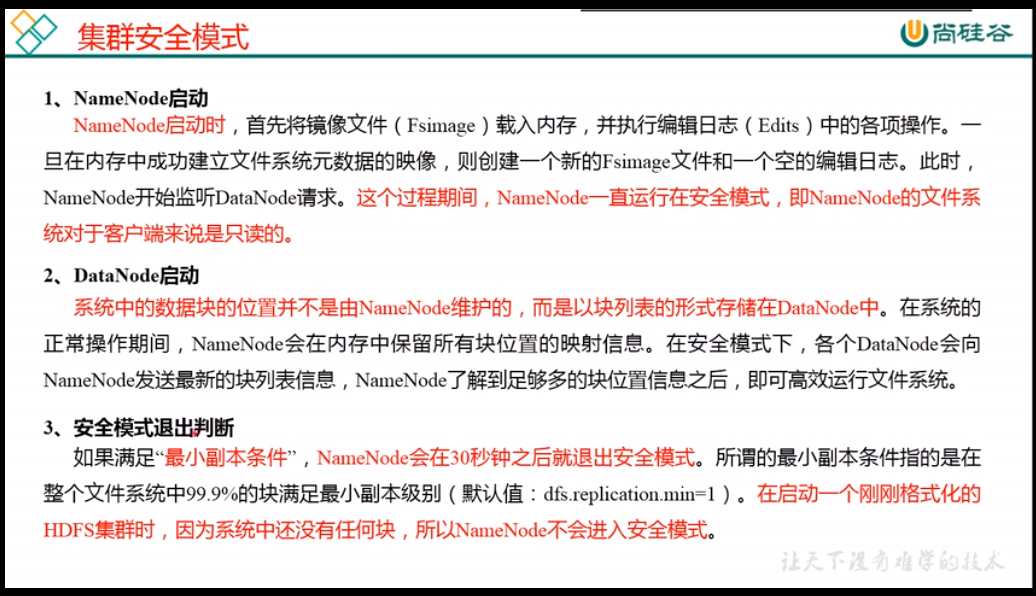 集群安全模式
尚硅谷
1、NameNode启动
NameNode启动时，首先将镜像文件（Fsimage）载入内存，并执行编辑日志（Edits）中的各项操作。一
旦在内存中成功建立文件系统元数据的映像，则创建一个新的Fsimage文件和一个空的编辑日志。此时，
NameNode开始监听DataNode请求。这个过程期间，NameNode一直运行在安全模式，即NameNode的文件系
统对于客户端来说是只读的。
2、DataNode启动
系统中的数据块的位置并不是由NameNode维护的，而是以块列表的形式存储在DataNode中。在系统的
正常操作期间，NameNode会在内存中保留所有块位置的映射信息。在安全模式下，各个DataNode会向
NameNode发送最新的块列表信息，NameNode了解到足够多的块位置信息之后，即可高效运行文件系统。
3、安全模式退出判断
如果满足“最小副本条件”，NameNode会在30秒钟之后就退出安全模式。所谓的最小副本条件指的是在
整个文件系统中99.9%的块满足最小副本级别（默认值：dfs.replication.min=1）。在启动一个刚刚格式化的
HDFS集群时，因为系统中还没有任何块，所以NameNode不会进入安全模式。
让天下没有难学的技术